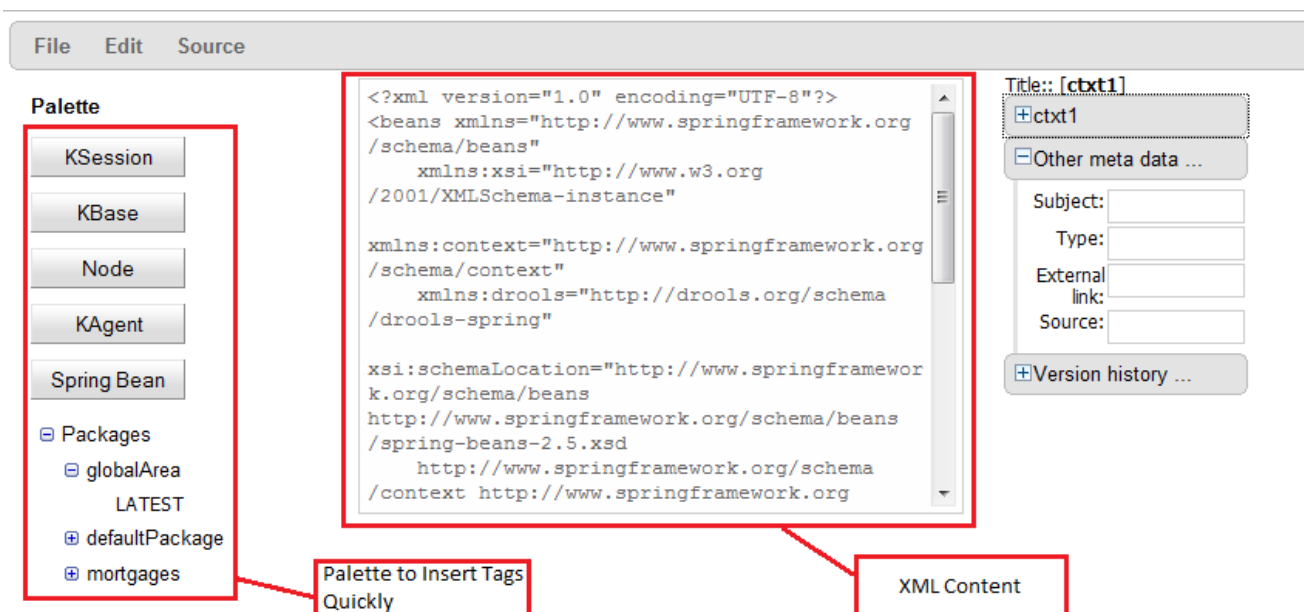 File Edit Source
Palette
KSession
KBase
Node
KAgent
Spring Bean
Packages
globalArea
LATEST
defaultPackage
mortgages
<?xml version="1.0" encoding="UTF-8"?>
<beans xmlns="http://www.springframework.org
/schema/beans"
xmlns:xsi="http://www.w3.org
/2001/XMLSchema-instance"
xmlns:context="http://www.springframework.org
/schema/context"
xmlns:drools="http://drools.org/schema
/drools-spring"
xsi:schemaLocation="http://www.springframewor
k.org/schema/beans
http://www.springframework.org/schema/beans
/spring-beans-2.5.xsd
http://www.springframework.org/schema
/context http://www.springframework.org
Title:: [ctxt1]
ctxt1
Other meta data ...
Subject:
Type:
External
link:
Source:
Version history ...
Palette to Insert Tags
Quickly
XML Content